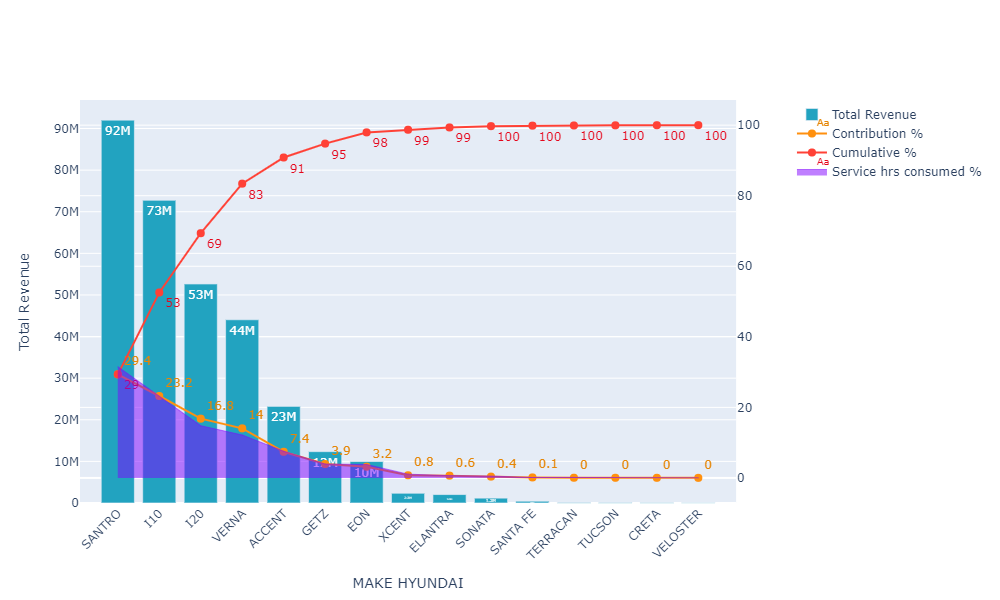 Total Revenue
Aa
Contribution %
Cumulative %
Aa
Service hrs consumed %
90M
80M
70M
60M
50M
40M
30M
20M
10M
0
Total Revenue
100
80
60
40
20
0
92M
73M
53M
44M
23M
12M
10M
29
53
69
83
91
95
98
99
99
100
100
100
100
100
100
29.4
23.2
16.8
14
7.4
3.9
3.2
0.8
0.6
0.4
0.1
0
0
0
0
SANTRO
I10
I20
VERNA
ACCENT
GETZ
EON
XCENT
ELANTRA
SONATA
SANTA FE
TERRACAN
TUCSON
CRETA
VELOSTER
MAKE HYUNDAI